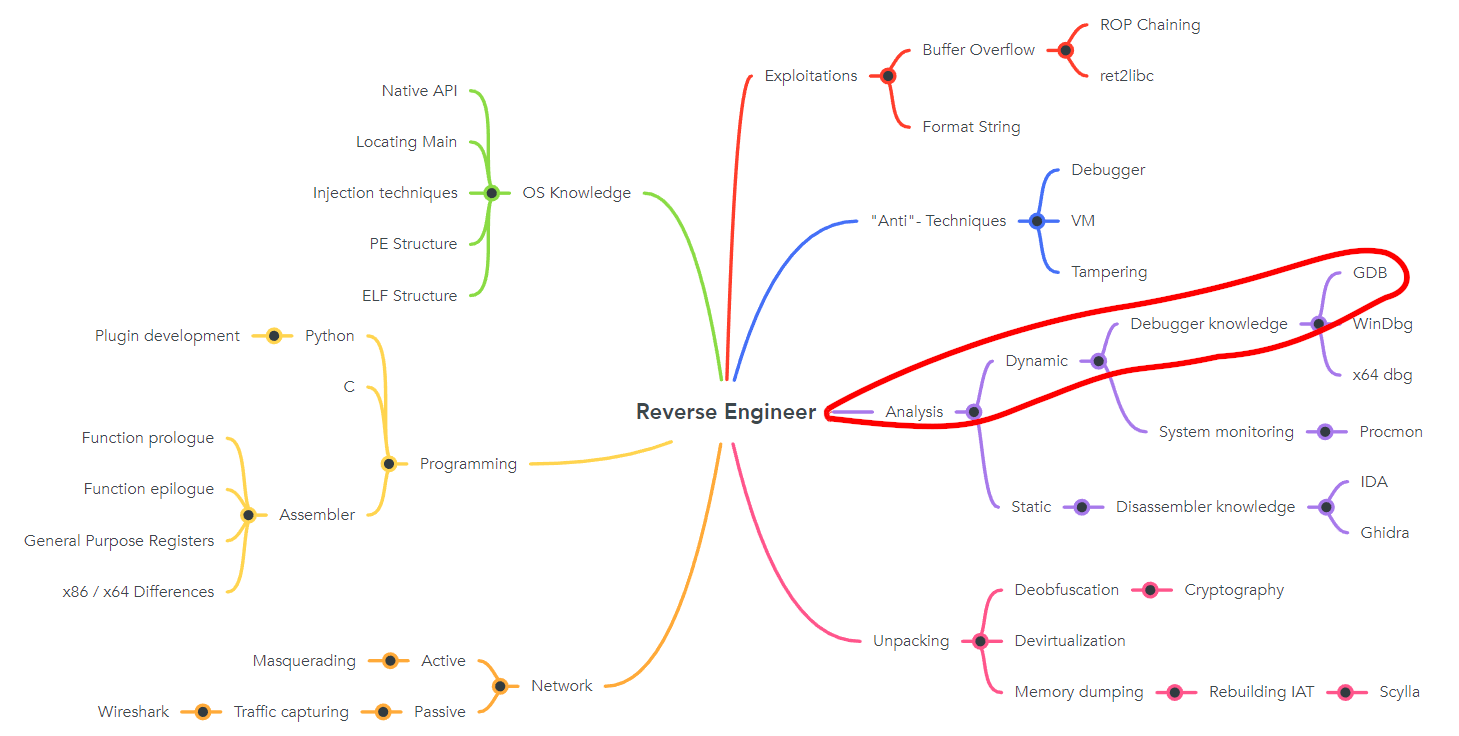 Reverse Engineer
Exploitations
Buffer Overflow
ROP Chaining
ret2libc
Format String
"Anti"- Techniques
Debugger
VM
Tampering
Analysis
Dynamic
Debugger knowledge
GDB
WinDbg
x64 dbg
System monitoring
Procmon
Static
Disassembler knowledge
IDA
Ghidra
Unpacking
Deobfuscation
Cryptography
Devirtualization
Memory dumping
Rebuilding IAT
Scylla
OS Knowledge
Native API
Locating Main
Injection techniques
PE Structure
ELF Structure
Programming
Python
Plugin development
C
Assembler
Function prologue
Function epilogue
General Purpose Registers
x86 / x64 Differences
Network
Active
Masquerading
Passive
Traffic capturing
Wireshark